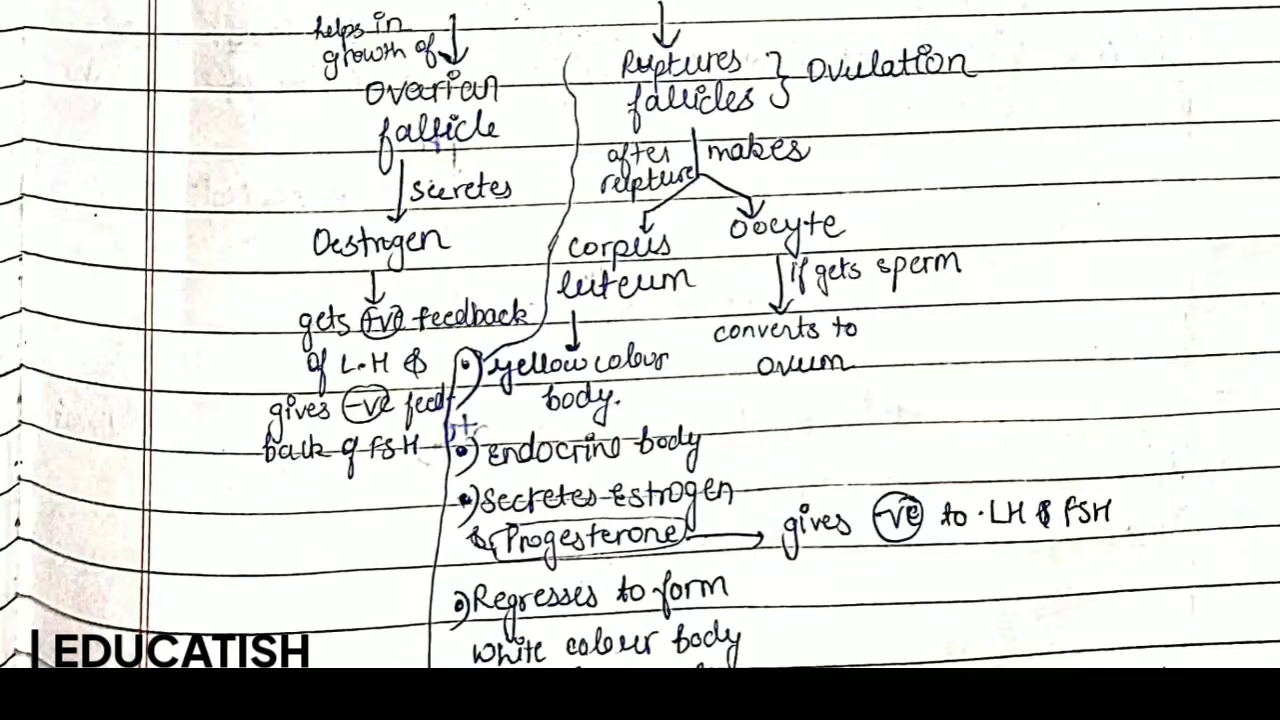 helps in
growth of
Ovarian
follicle
secretes
Oestrogen
gets +ve feedback
of L.H &
gives -ve feed
back of FSH
Ruptures
follicles } Ovulation
after
rupture
makes
corpus
luteum
Oocyte
if gets sperm
converts to
ovum
•) yellow colour
body.
•) Endocrine body
•) Secretes Estrogen
& Progesterone → gives -ve to LH & FSH
•) Regresses to form
White colour body
| EDUCATISH